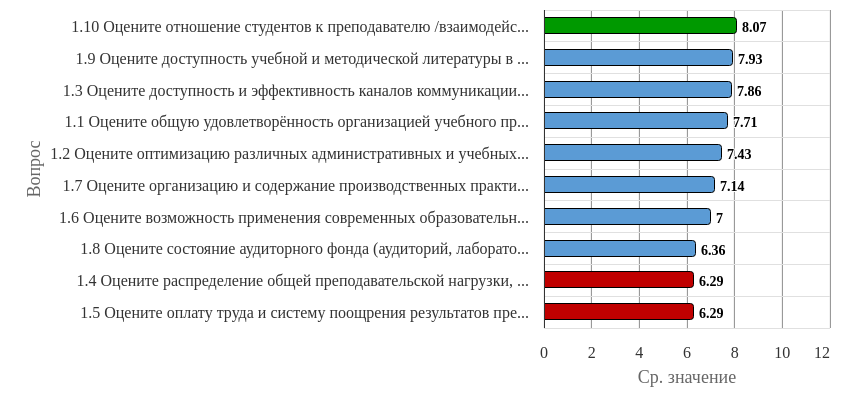 1.10 Оцените отношение студентов к преподавателю /взаимодейс... 8.07
1.9 Оцените доступность учебной и методической литературы в ... 7.93
1.3 Оцените доступность и эффективность каналов коммуникации... 7.86
1.1 Оцените общую удовлетворённость организацией учебного пр... 7.71
1.2 Оцените оптимизацию различных административных и учебных... 7.43
1.7 Оцените организацию и содержание производственных практи... 7.14
1.6 Оцените возможность применения современных образовательн... 7
1.8 Оцените состояние аудиторного фонда (аудиторий, лаборато... 6.36
1.4 Оцените распределение общей преподавательской нагрузки, ... 6.29
1.5 Оцените оплату труда и систему поощрения результатов пре... 6.29
Вопрос
0 2 4 6 8 10 12
Ср. значение